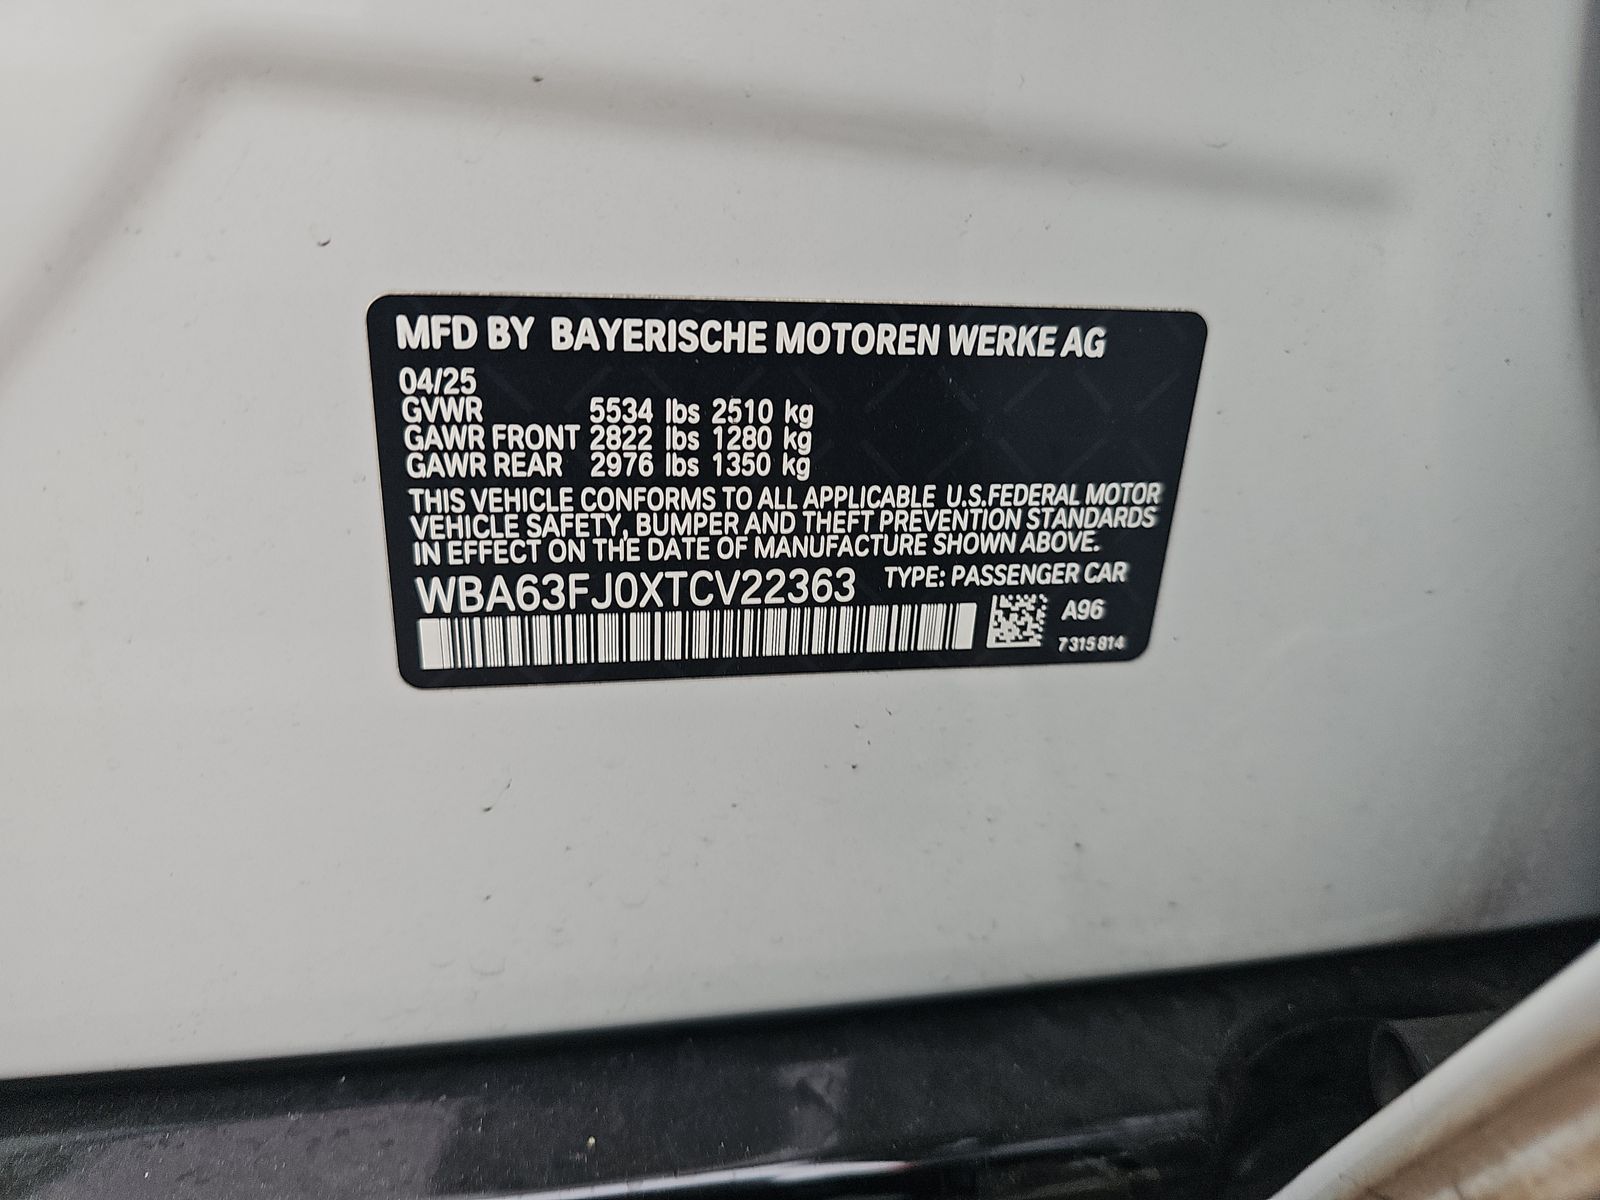 MFD BY BAYERISCHE MOTOREN WERKE AG
04/25
GVWR 5534 lbs 2510 kg
GAWR FRONT 2822 lbs 1280 kg
GAWR REAR 2976 lbs 1350 kg
THIS VEHICLE CONFORMS TO ALL APPLICABLE U.S.FEDERAL MOTOR
VEHICLE SAFETY, BUMPER AND THEFT PREVENTION STANDARDS
IN EFFECT ON THE DATE OF MANUFACTURE SHOWN ABOVE.
WBA63FJ0XTCV22363 TYPE: PASSENGER CAR
A96
7315814